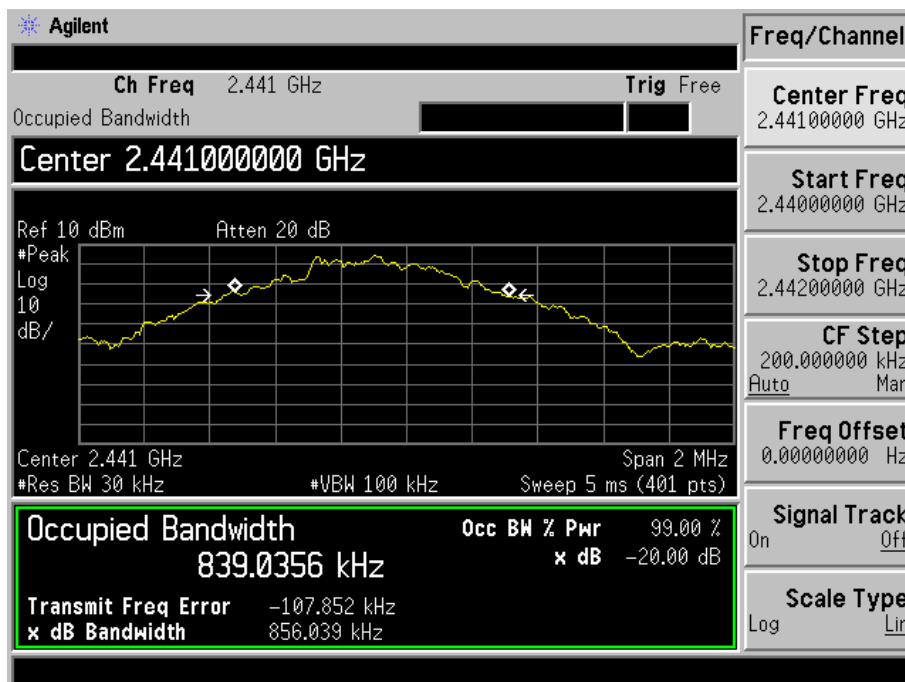 Agilent
Freq/Channel
Ch Freq 2.441 GHz Trig Free
Occupied Bandwidth
Center 2.441000000 GHz
Ref 10 dBm Atten 20 dB
#Peak
Log
10
dB/
Center 2.441 GHz Span 2 MHz
#Res BW 30 kHz #VBW 100 kHz Sweep 5 ms (401 pts)
Occupied Bandwidth Occ BW % Pwr 99.00 %
839.0356 kHz x dB -20.00 dB
Transmit Freq Error -107.852 kHz
x dB Bandwidth 856.039 kHz
Center Freq
2.44100000 GHz
Start Freq
2.44000000 GHz
Stop Freq
2.44200000 GHz
CF Step
200.000000 kHz
Auto Man
Freq Offset
0.00000000 Hz
Signal Track
On Off
Scale Type
Log Lin